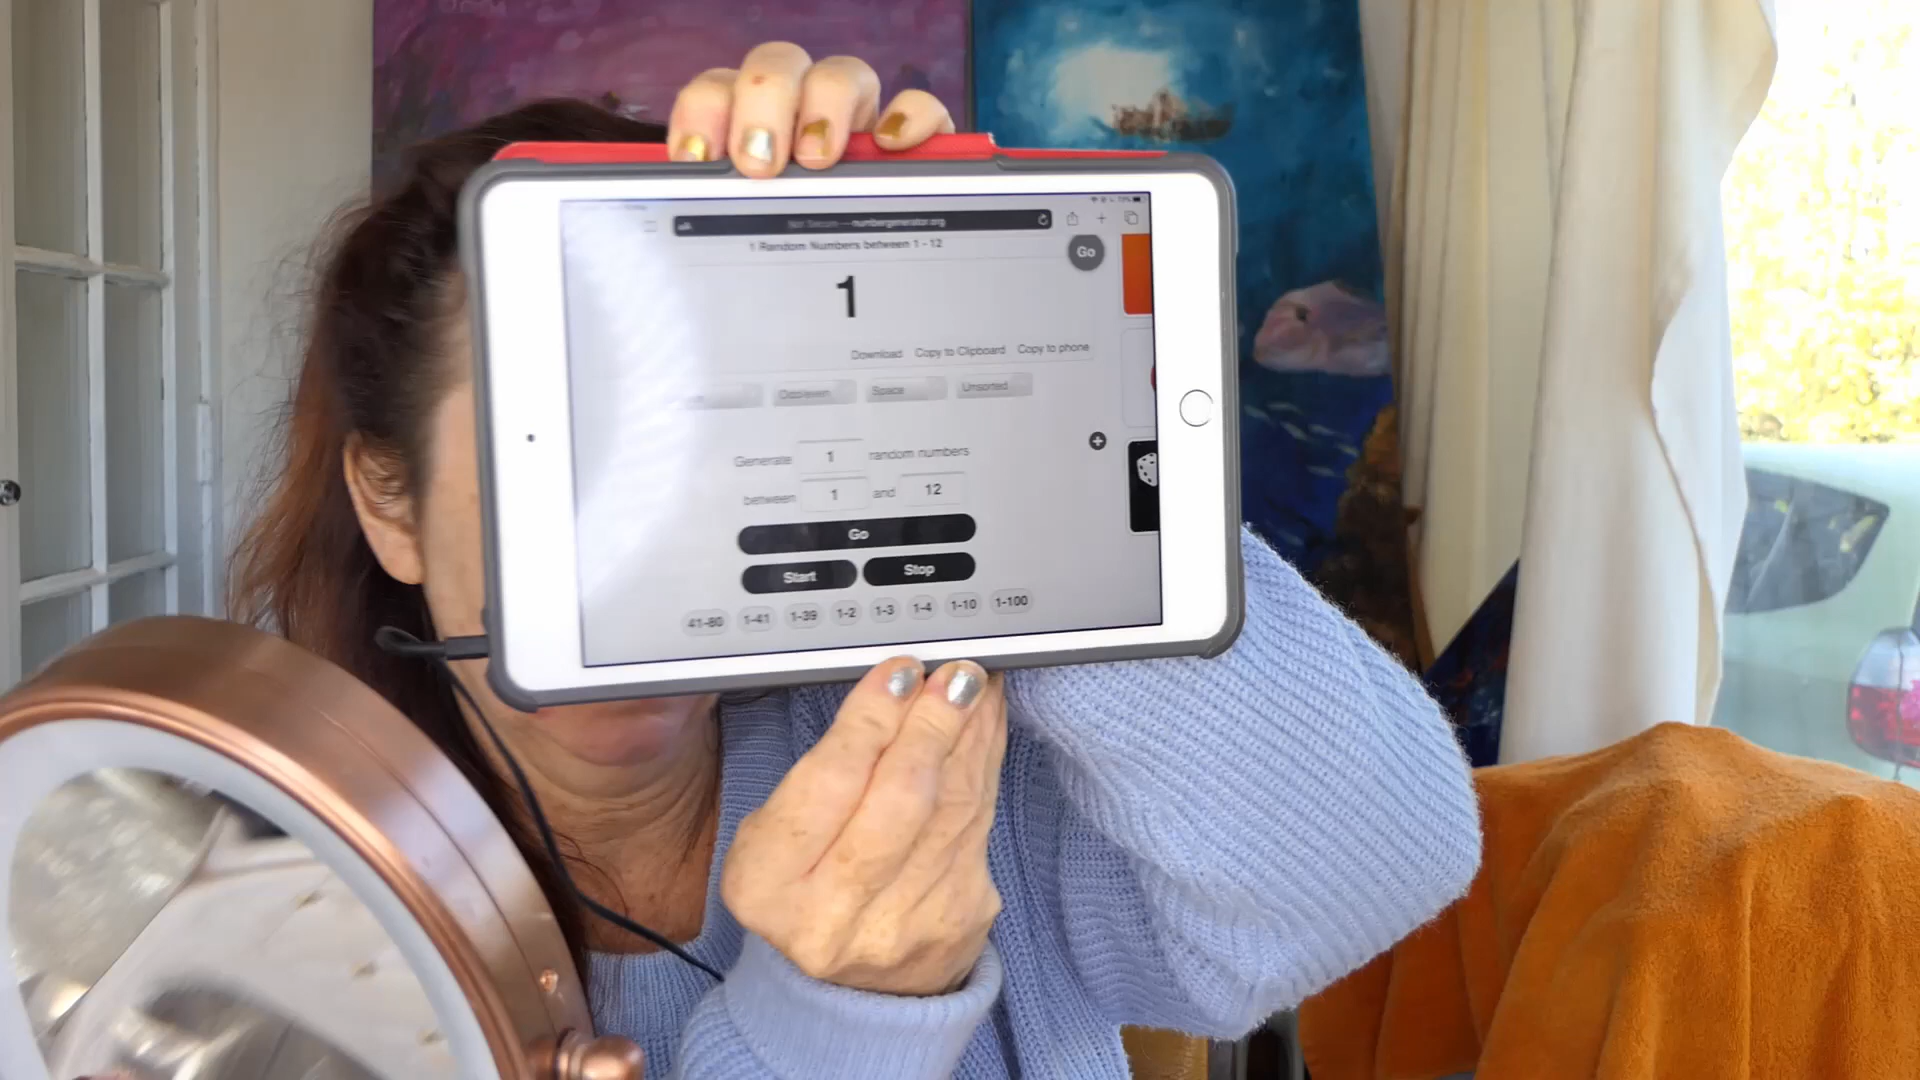 Not Secure — numbergenerator.org
1 Random Numbers between 1 - 12
Go
1
Download Copy to Clipboard Copy to phone
Odd/even Space Unsorted
Generate 1 random numbers
between 1 and 12
Go
Start Stop
41-80 1-41 1-39 1-2 1-3 1-4 1-10 1-100